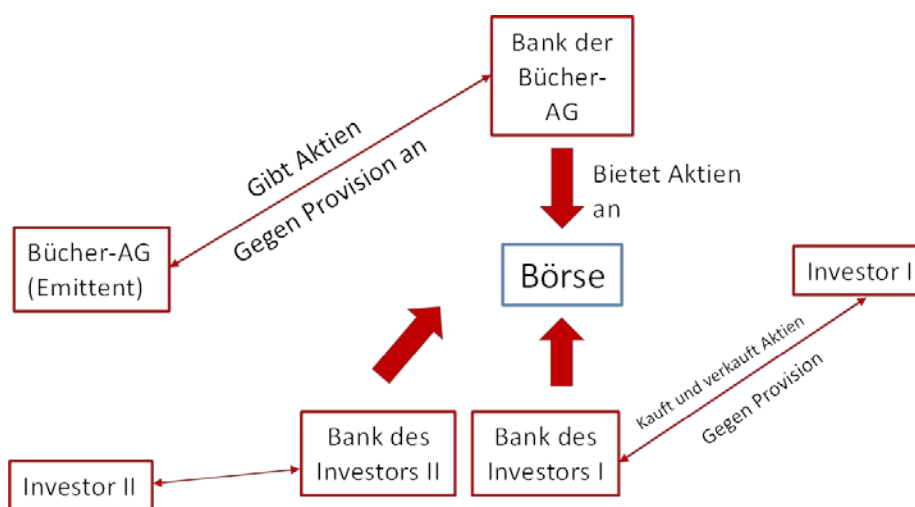 Bank der
Bücher-
AG
Gibt Aktien
Gegen Provision an
Bietet Aktien
an
Bücher-AG
(Emittent)
Börse
Investor I
Kauft und verkauft Aktien
Gegen Provision
Bank des
Investors II
Bank des
Investors I
Investor II